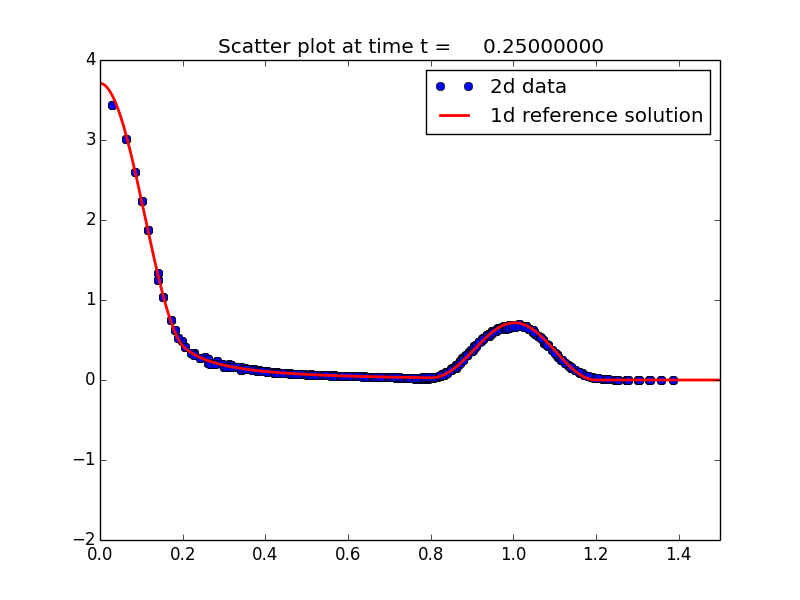 Scatter plot at time t =     0.25000000
4
2d data
1d reference solution
3
2
1
0
−1
−2
0.0 0.2 0.4 0.6 0.8 1.0 1.2 1.4